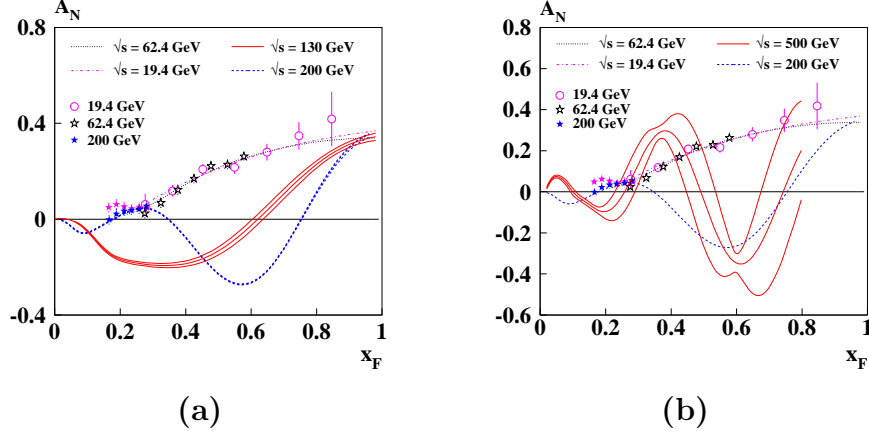 A_N
0.8
√s = 62.4 GeV
√s = 130 GeV
√s = 19.4 GeV
√s = 200 GeV
19.4 GeV
62.4 GeV
200 GeV
0.4
0
-0.4
0 0.2 0.4 0.6 0.8 1
x_F
(a)
A_N
0.8
√s = 62.4 GeV
√s = 500 GeV
√s = 19.4 GeV
√s = 200 GeV
0.6
19.4 GeV
62.4 GeV
200 GeV
0.4
0.2
0
-0.2
-0.4
-0.6
0 0.2 0.4 0.6 0.8 1
x_F
(b)